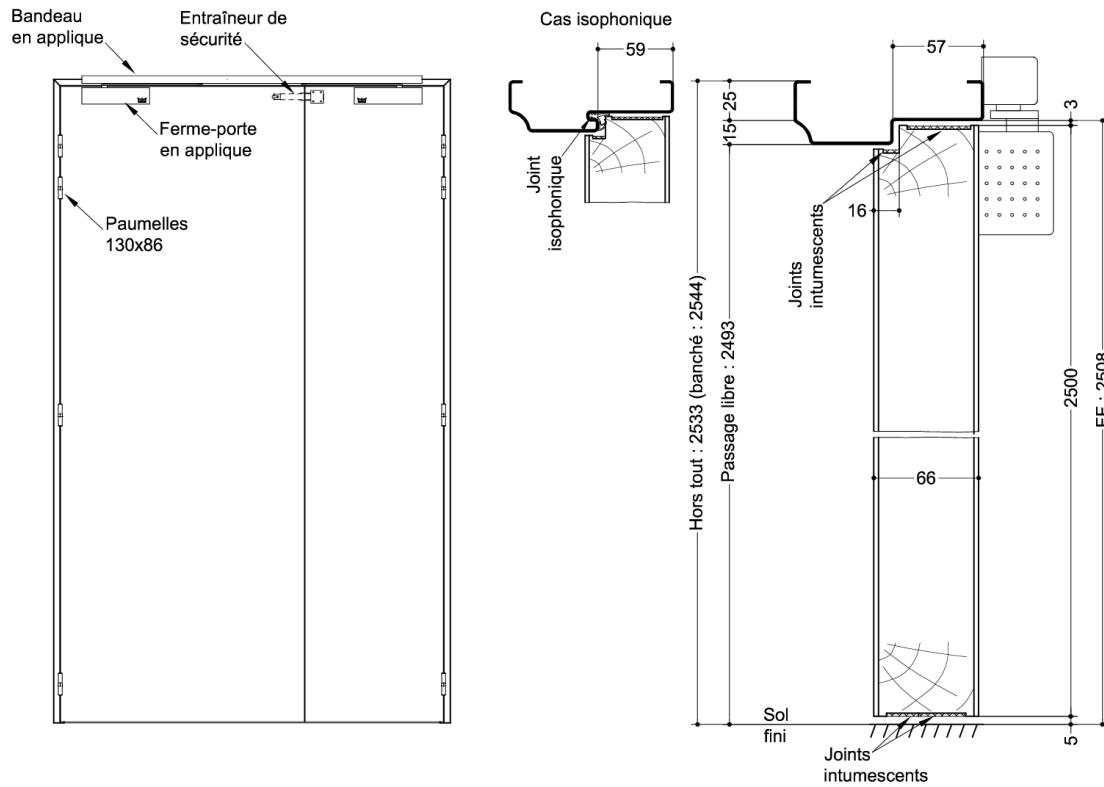 Bandeau
en applique
Entraîneur de
sécurité
Ferme-porte
en applique
Paumelles
130x86
Cas isophonique
59
Joint
isophonique
57
25
15
3
16
Joints
intumescents
Hors tout : 2533 (banché : 2544)
Passage libre : 2493
66
2500
EF : 2508
Sol
fini
5
Joints
intumescents